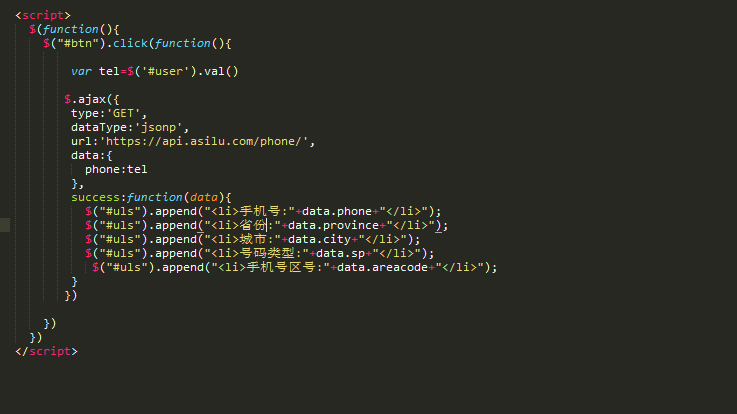 <script>
$(function(){
$("#btn").click(function(){
var tel=$('#user').val()
$.ajax({
type:'GET',
dataType:'jsonp',
url:'https://api.asilu.com/phone/',
data:{
phone:tel
},
success:function(data){
$("#uls").append("<li>手机号:"+data.phone+"</li>");
$("#uls").append("<li>省份:"+data.province+"</li>");
$("#uls").append("<li>城市:"+data.city+"</li>");
$("#uls").append("<li>号码类型:"+data.sp+"</li>");
$("#uls").append("<li>手机号区号:"+data.areacode+"</li>");
}
})
})
})
</script>